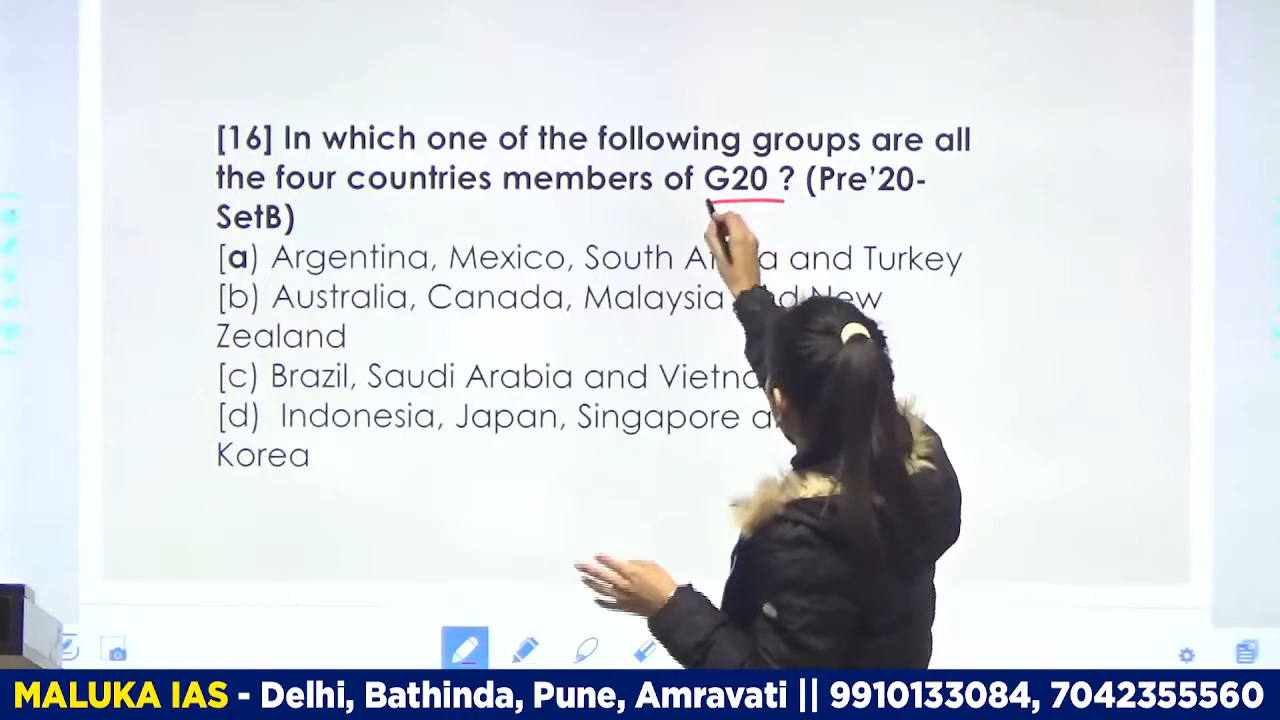 [16] In which one of the following groups are all
the four countries members of G20 ? (Pre’20-
SetB)
[a) Argentina, Mexico, South and Turkey
[b) Australia, Canada, Malaysia New
Zealand
[c) Brazil, Saudi Arabia and
[d) Indonesia, Japan, Singapore
Korea
MALUKA IAS - Delhi, Bathinda, Pune, Amravati || 9910133084, 7042355560